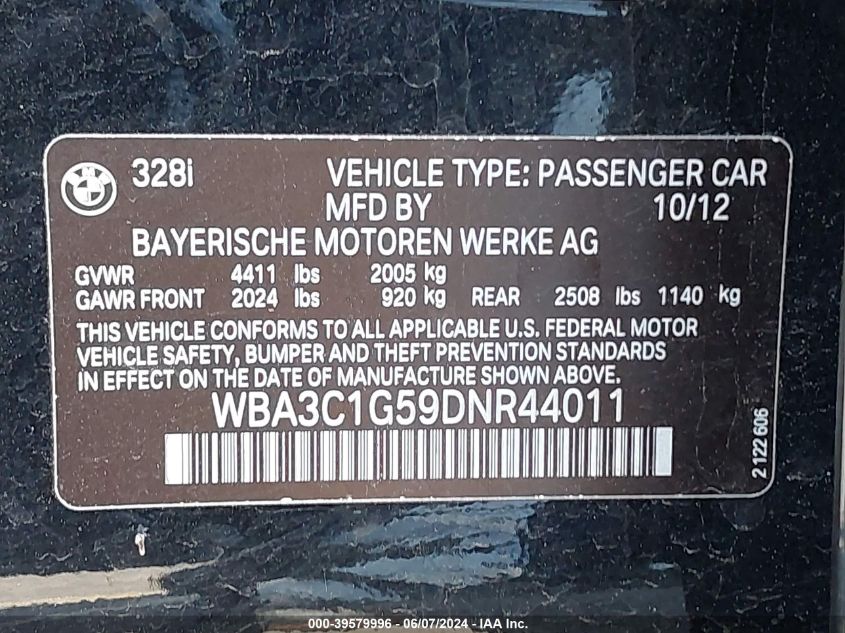 328i VEHICLE TYPE: PASSENGER CAR
MFD BY 10/12
BAYERISCHE MOTOREN WERKE AG
GVWR 4411 lbs 2005 kg
GAWR FRONT 2024 lbs 920 kg REAR 2508 lbs 1140 kg
THIS VEHICLE CONFORMS TO ALL APPLICABLE U.S. FEDERAL MOTOR
VEHICLE SAFETY, BUMPER AND THEFT PREVENTION STANDARDS
IN EFFECT ON THE DATE OF MANUFACTURE SHOWN ABOVE.
WBA3C1G59DNR44011
2 122 606
000-39579996 - 06/07/2024 - IAA Inc.